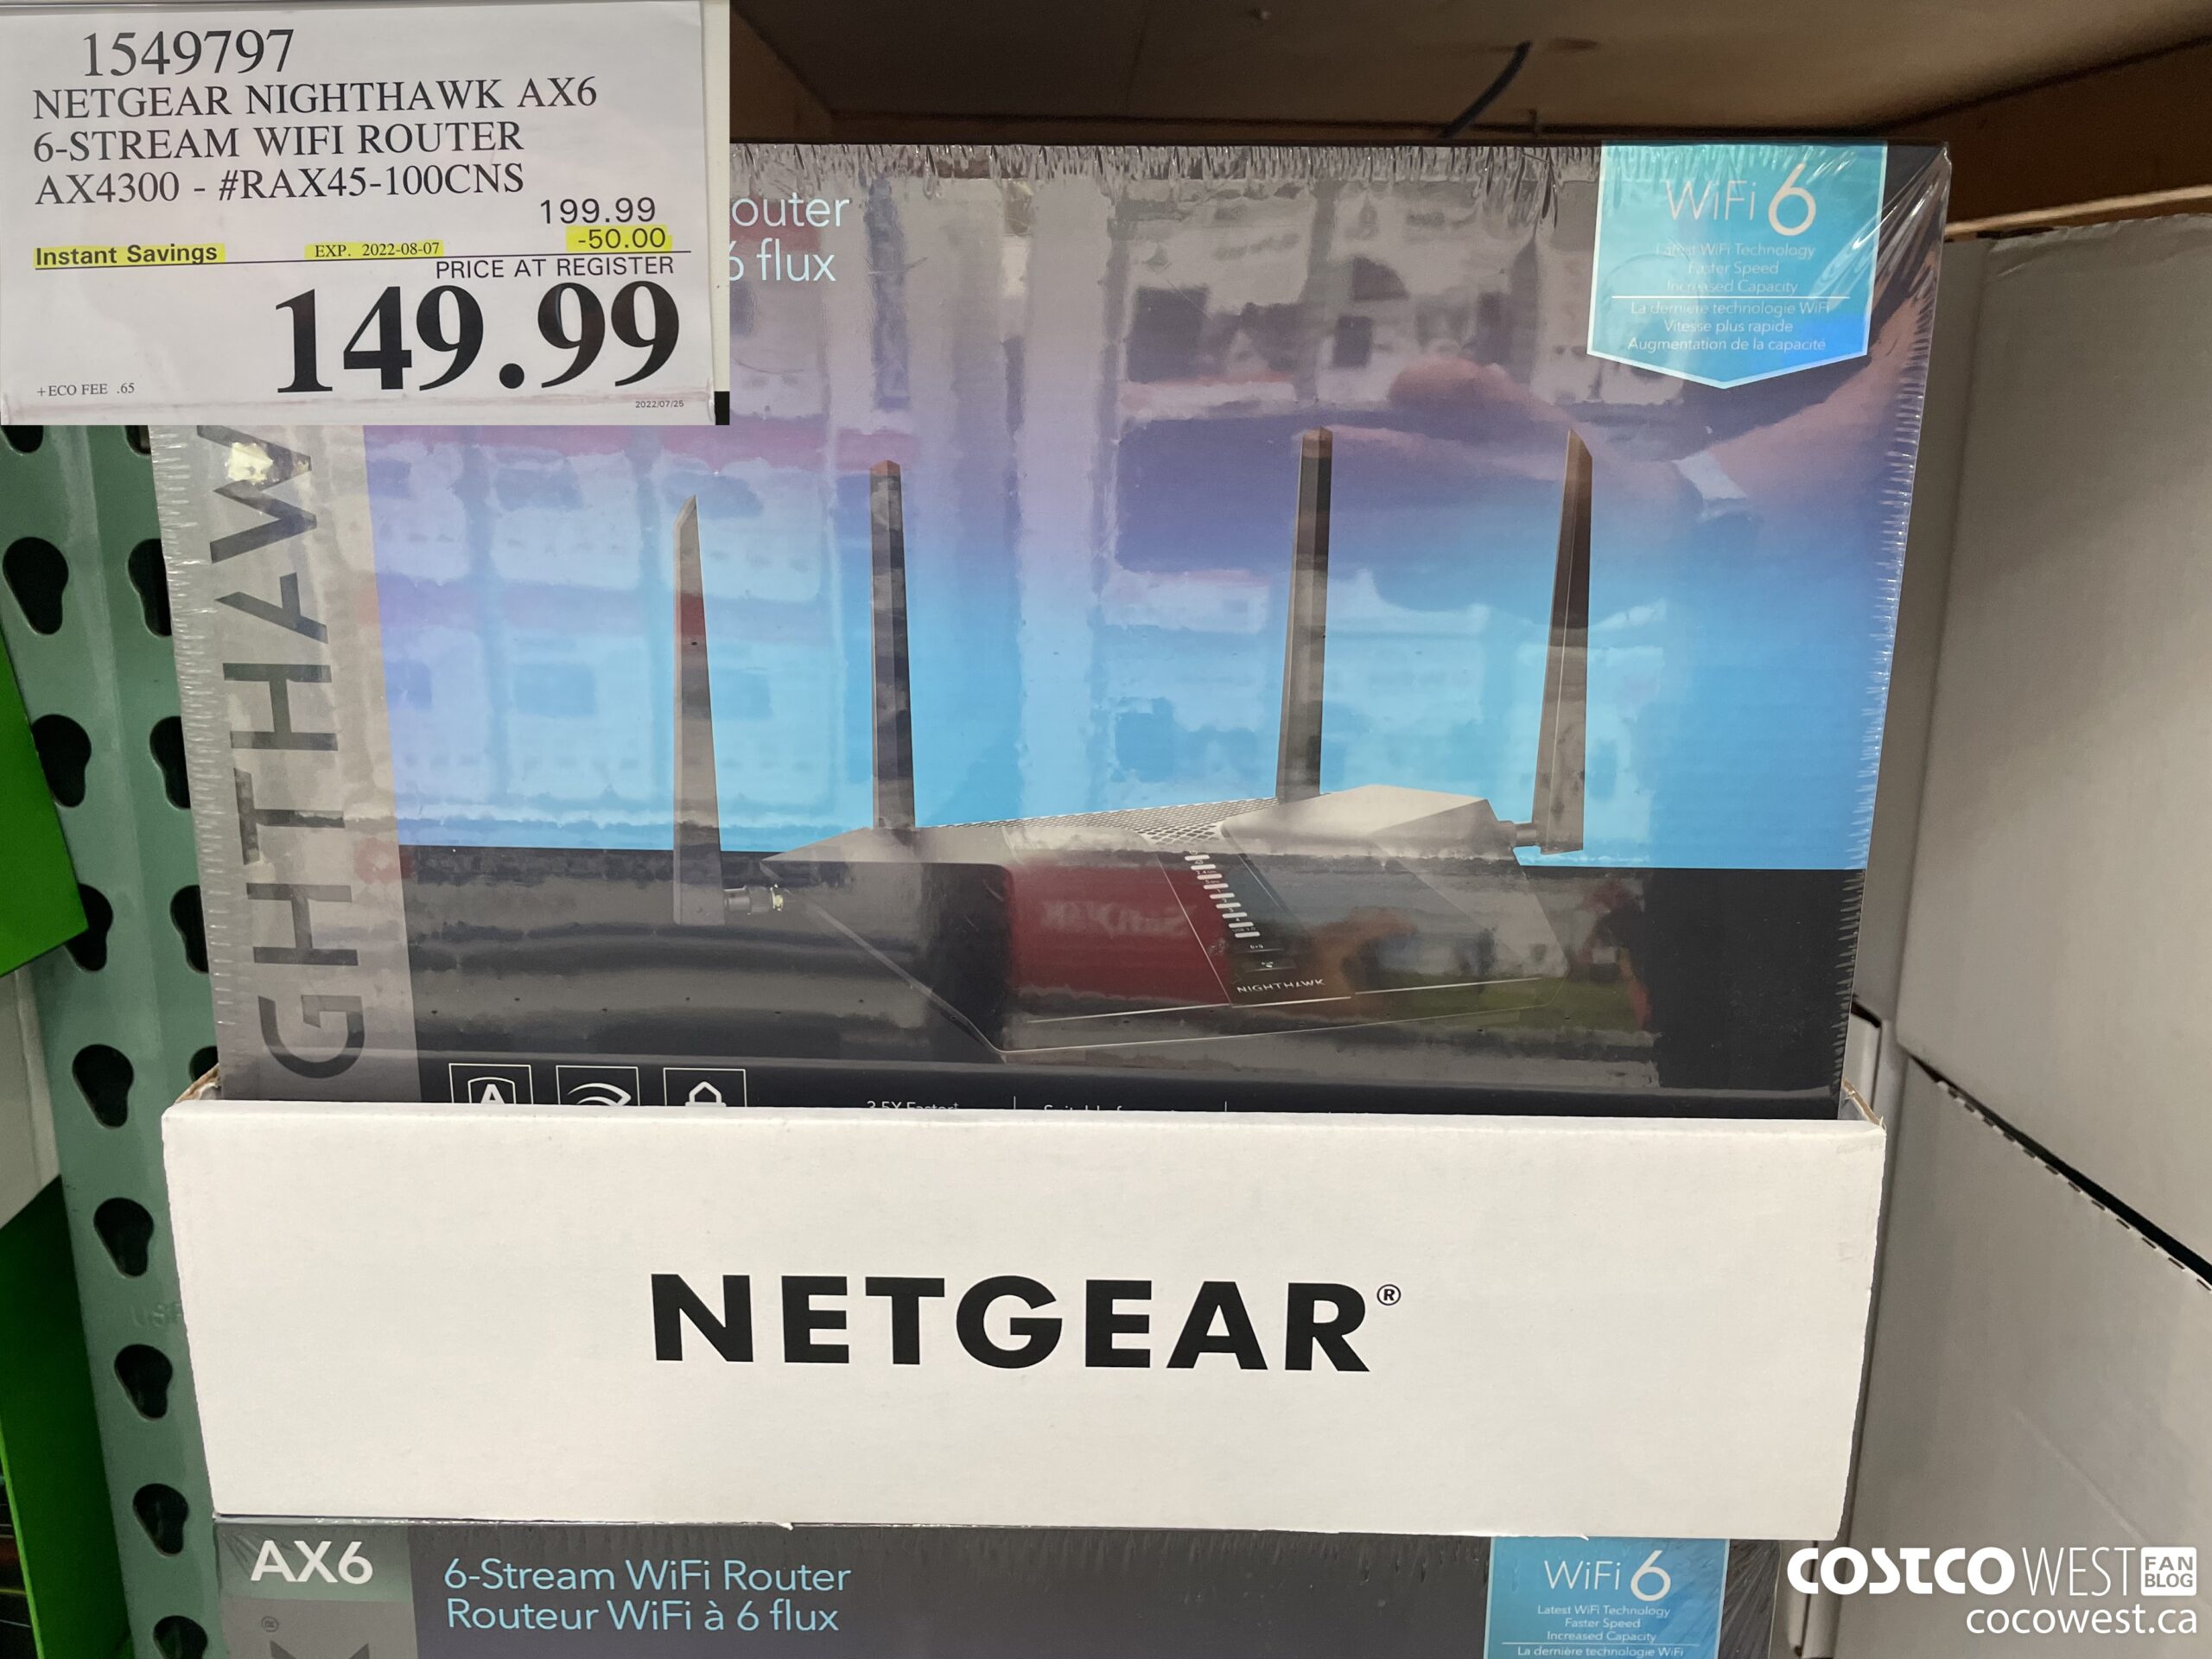 1549797
NETGEAR NIGHTHAWK AX6
6-STREAM WIFI ROUTER
AX4300 - #RAX45-100CNS
199.99
Instant Savings EXP. 2022-08-07 -50.00
PRICE AT REGISTER
149.99
+ECO FEE .65
2022/07/25
outer
6 flux
WiFi 6
Latest WiFi Technology
Faster Speed
Increased Capacity
La dernière technologie WiFi
Vitesse plus rapide
Augmentation de la capacité
GHTHAW
NIGHTHAWK
NETGEAR®
AX6
6-Stream WiFi Router
Routeur WiFi à 6 flux
WiFi 6
Latest WiFi Technology
Faster Speed
Increased Capacity
La dernière technologie WiFi
COSTCO WEST FAN BLOG
cocowest.ca